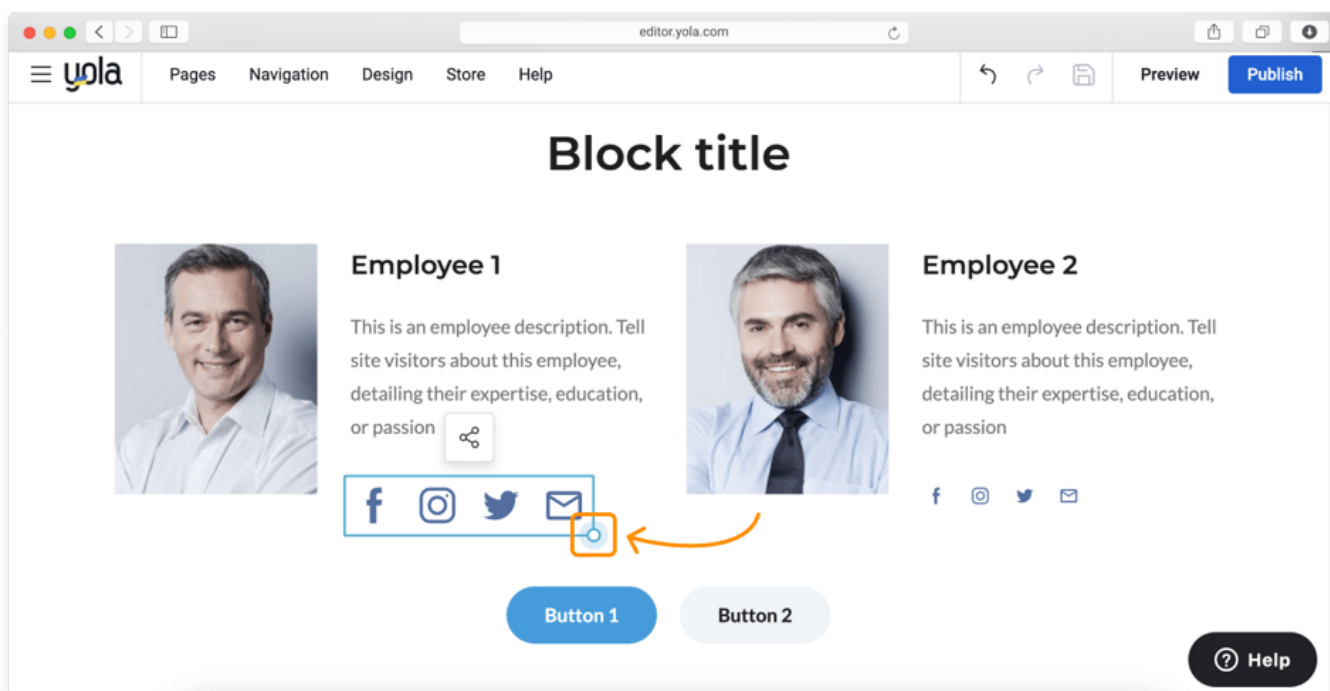 editor.yola.com
yola Pages Navigation Design Store Help Preview Publish
Block title
Employee 1
This is an employee description. Tell
site visitors about this employee,
detailing their expertise, education,
or passion
Employee 2
This is an employee description. Tell
site visitors about this employee,
detailing their expertise, education,
or passion
Button 1
Button 2
? Help